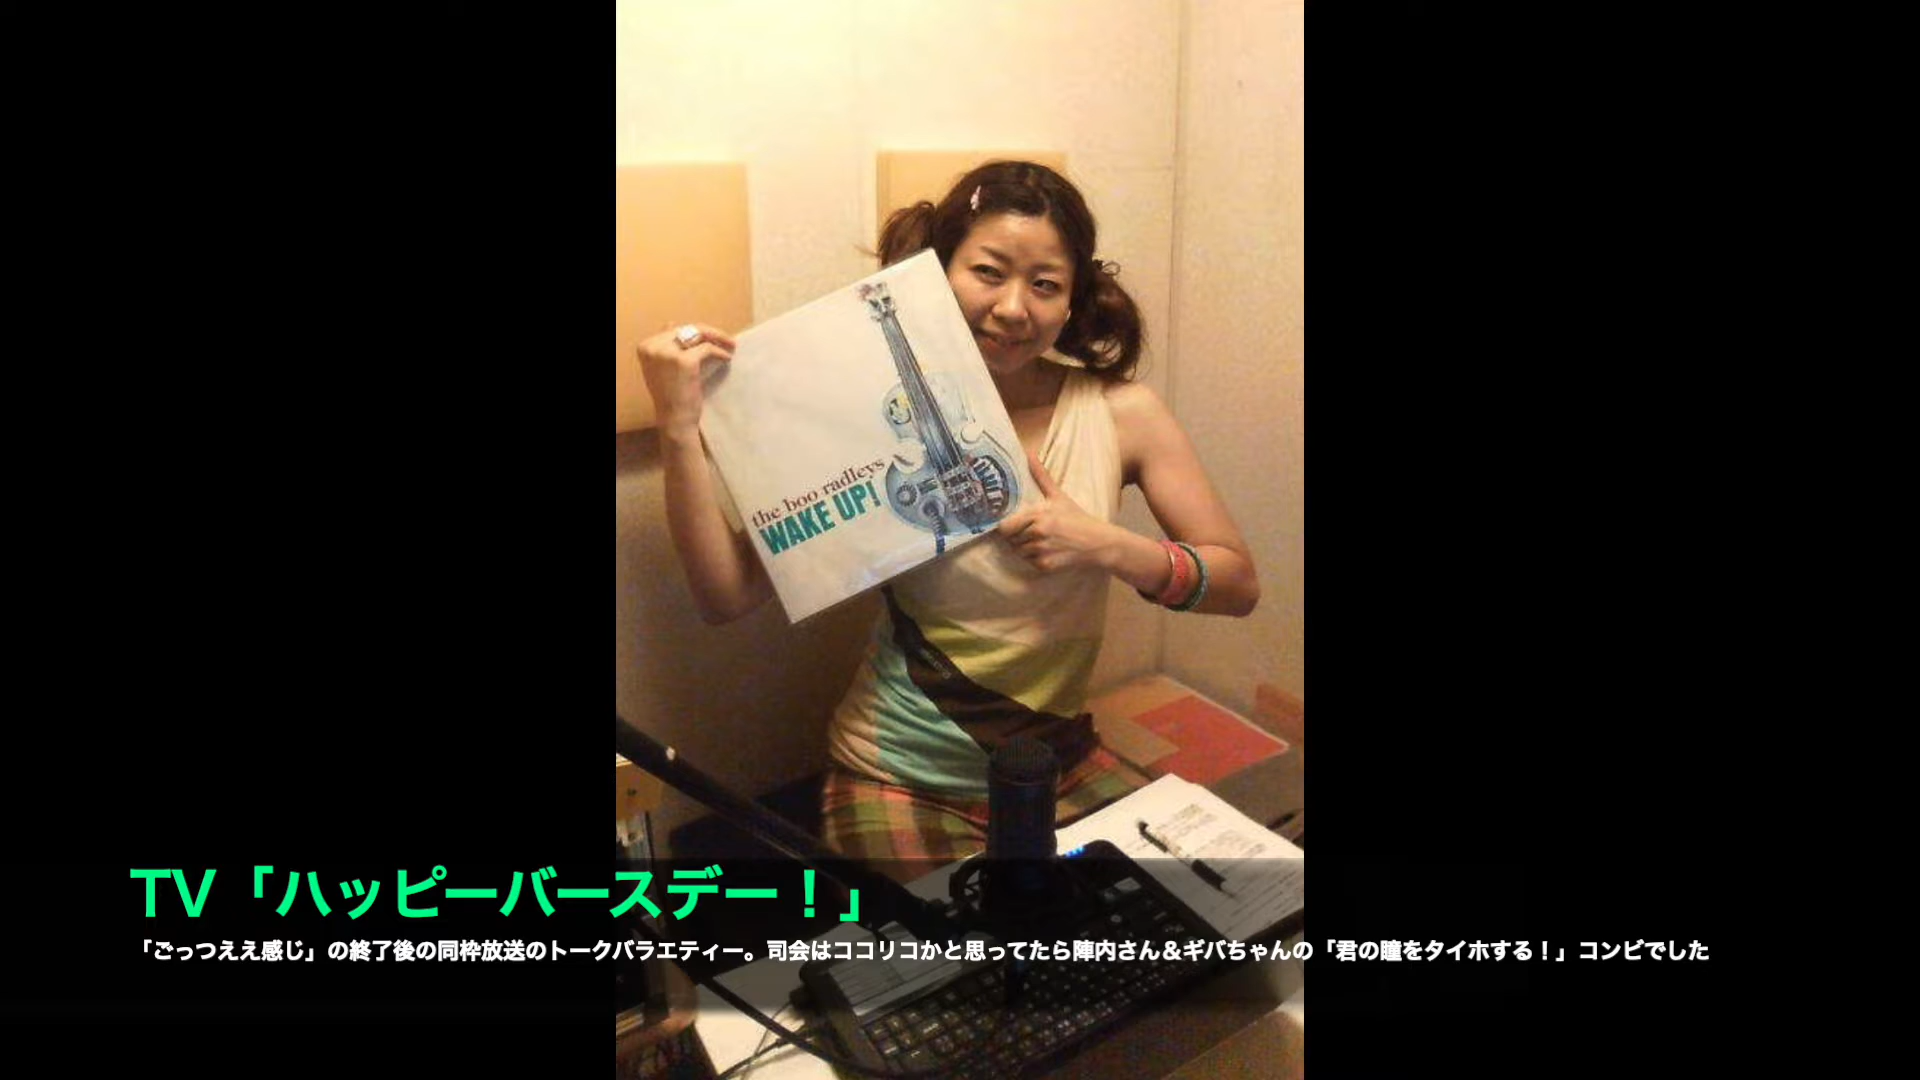 the boo radleys
WAKE UP!
TV「ハッピーバースデー！」
「ごっつええ感じ」の終了後の同枠放送のトークバラエティー。司会はココリコかと思ってたら陣内さん＆ギバちゃんの「君の瞳をタイホする！」コンビでした